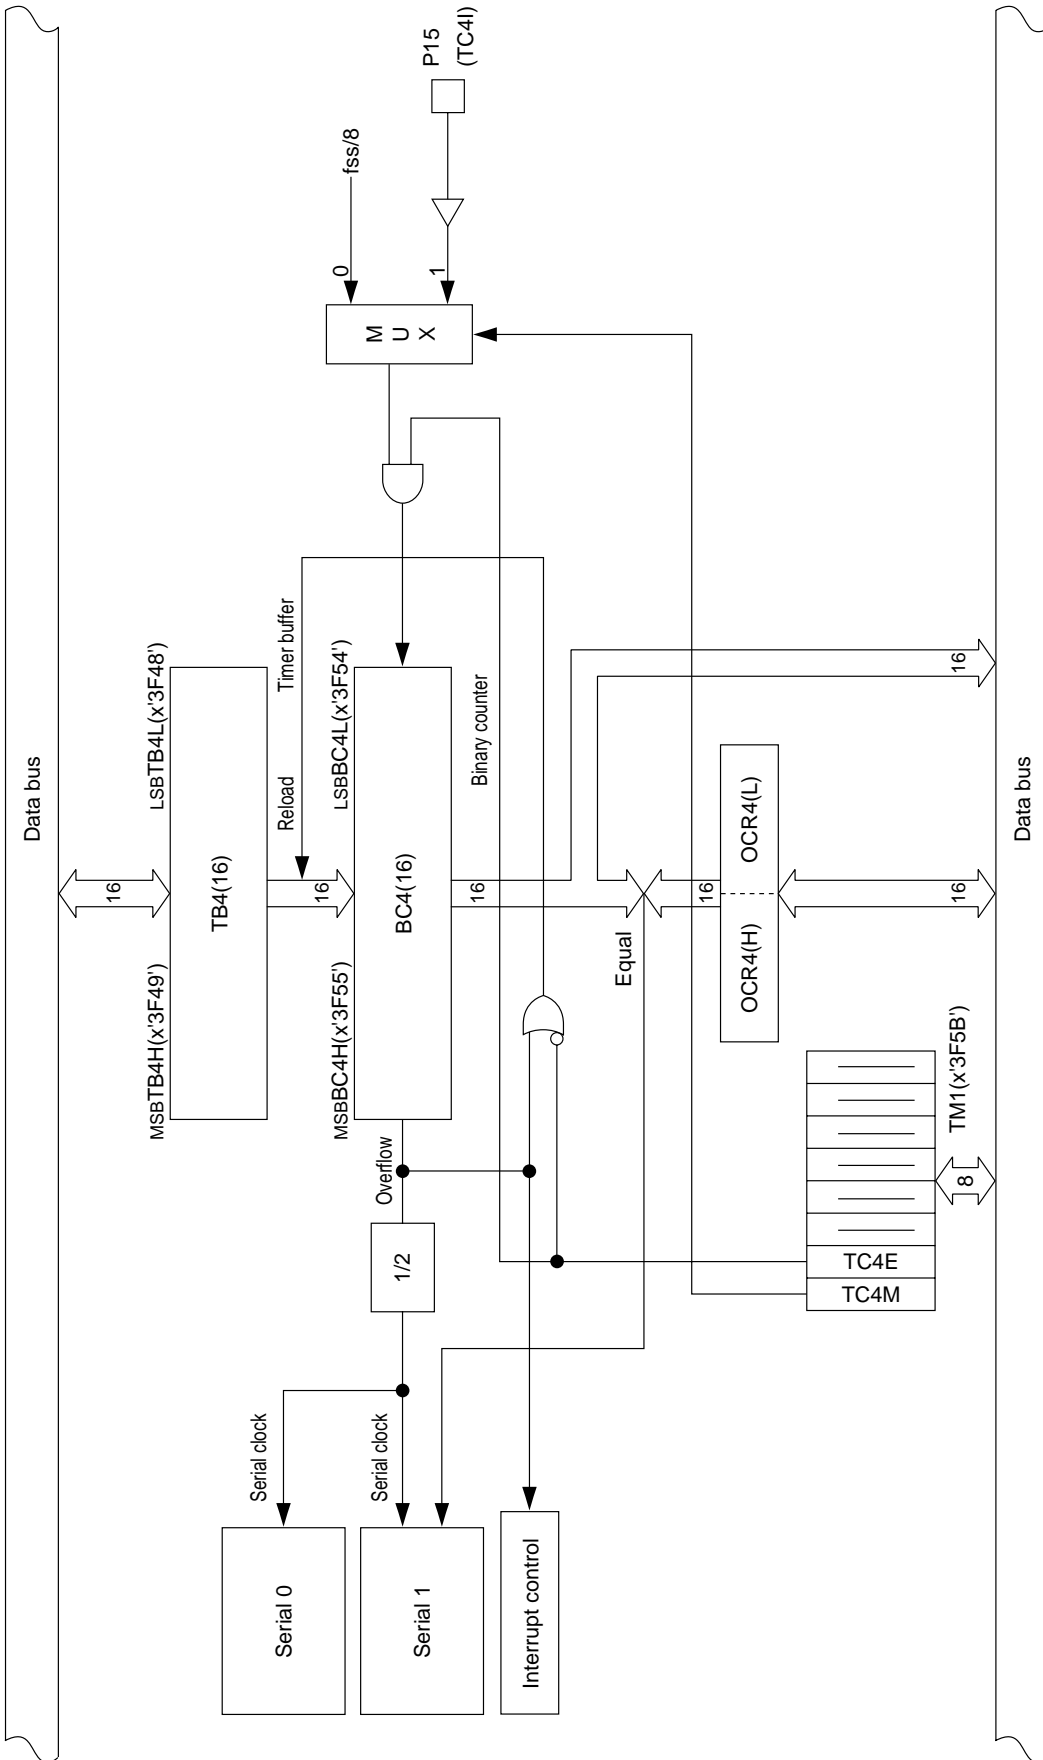 Data bus
MSBTB4H(x'3F49')
LSBTB4L(x'3F48')
16
TB4(16)
16
Reload
Timer buffer
MSBBC4H(x'3F55')
LSBBC4L(x'3F54')
BC4(16)
16
Binary counter
Overflow
1/2
Serial clock
Serial 0
Serial clock
Serial 1
Interrupt control
fss/8
P15
(TC4I)
0
1
M
U
X
Equal
16
OCR4(H)
OCR4(L)
16
16
TC4M
TC4E
TM1(x'3F5B')
8
Data bus